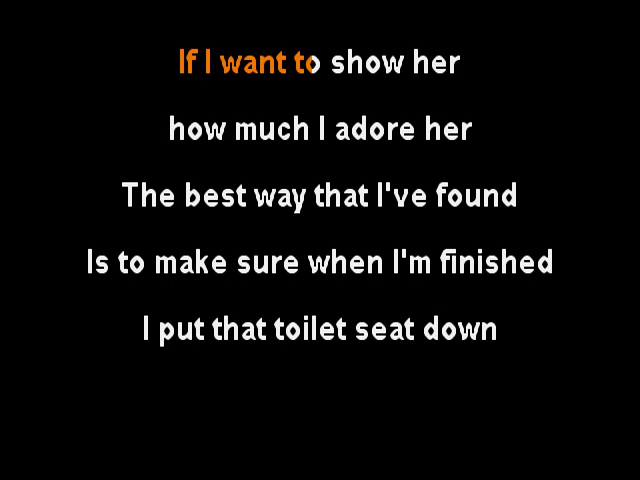 If I want to show her
how much I adore her
The best way that I've found
Is to make sure when I'm finished
I put that toilet seat down